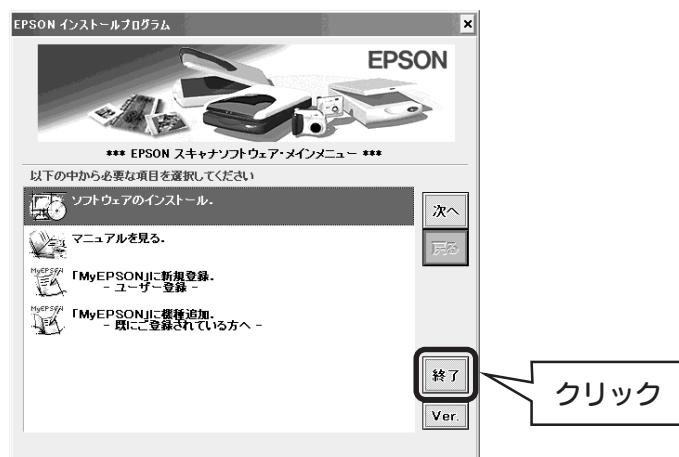 EPSON インストールプログラム
EPSON
*** EPSON スキャナソフトウェア・メインメニュー ***
以下の中から必要な項目を選択してください
ソフトウェアのインストール.
次へ
マニュアルを見る.
戻る
MyEPSON
「MyEPSON」に新規登録.
- ユーザー登録 -
MyEPSON
「MyEPSON」に機種追加.
- 既にご登録されている方へ -
終了
クリック
Ver.